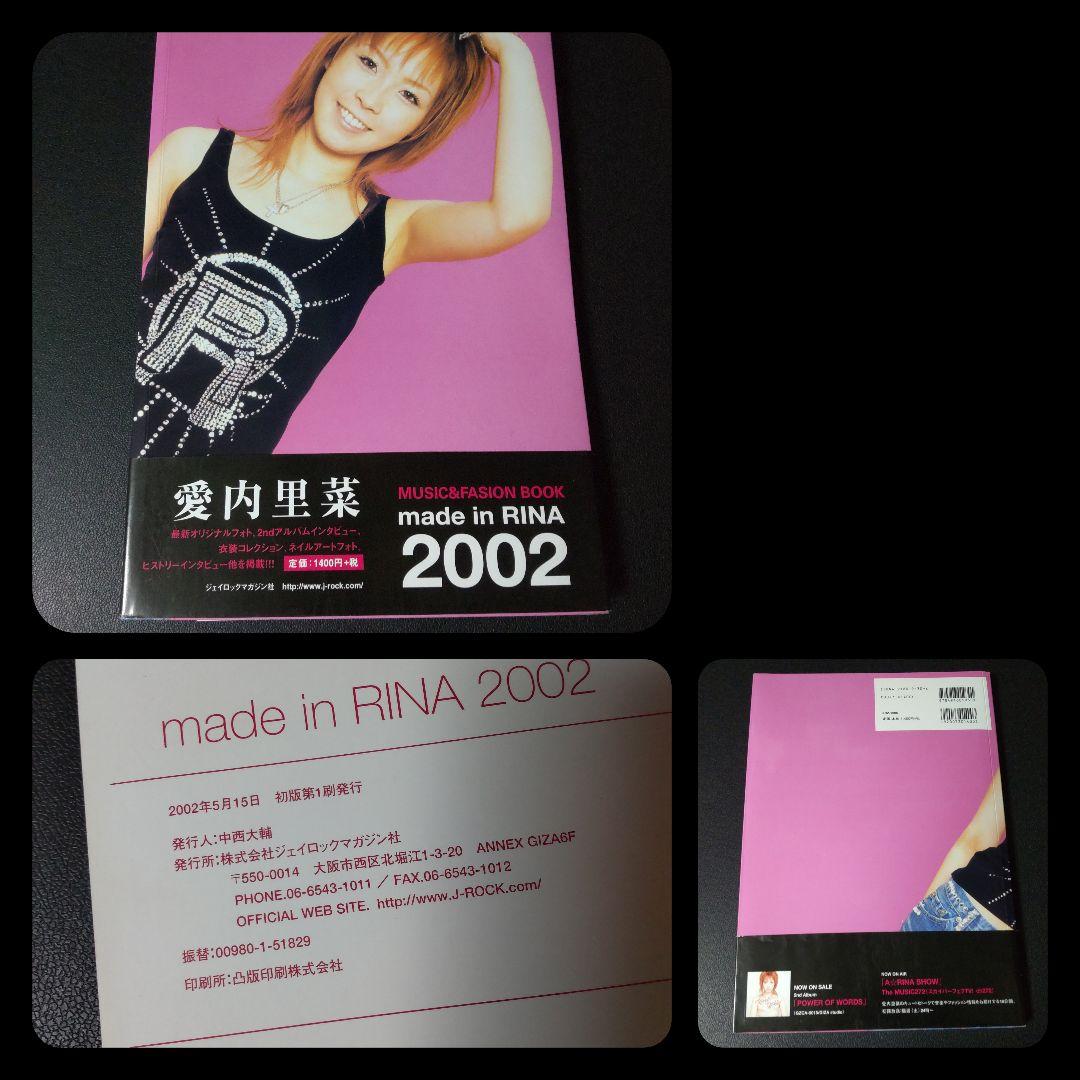 愛内里菜
最新オリジナルフォト、2ndアルバムインタビュー、
衣装コレクション、ネイルアートフォト、
ヒストリーインタビュー他を掲載!!! 定価：1400円+税
ジェイロックマガジン社 http://www.j-rock.com/
MUSIC&FASION BOOK
made in RINA
2002
made in RINA 2002
2002年5月15日 初版第1刷発行
発行人：中西大輔
発行所：株式会社ジェイロックマガジン社
〒550-0014 大阪市西区北堀江1-3-20 ANNEX GIZA6F
PHONE.06-6543-1011 / FAX.06-6543-1012
OFFICIAL WEB SITE. http://www.J-ROCK.com/
振替：00980-1-51829
印刷所：凸版印刷株式会社
NOW ON SALE
2nd Album
「POWER OF WORDS」
NOW ON AIR
「A☆RINA SHOW」